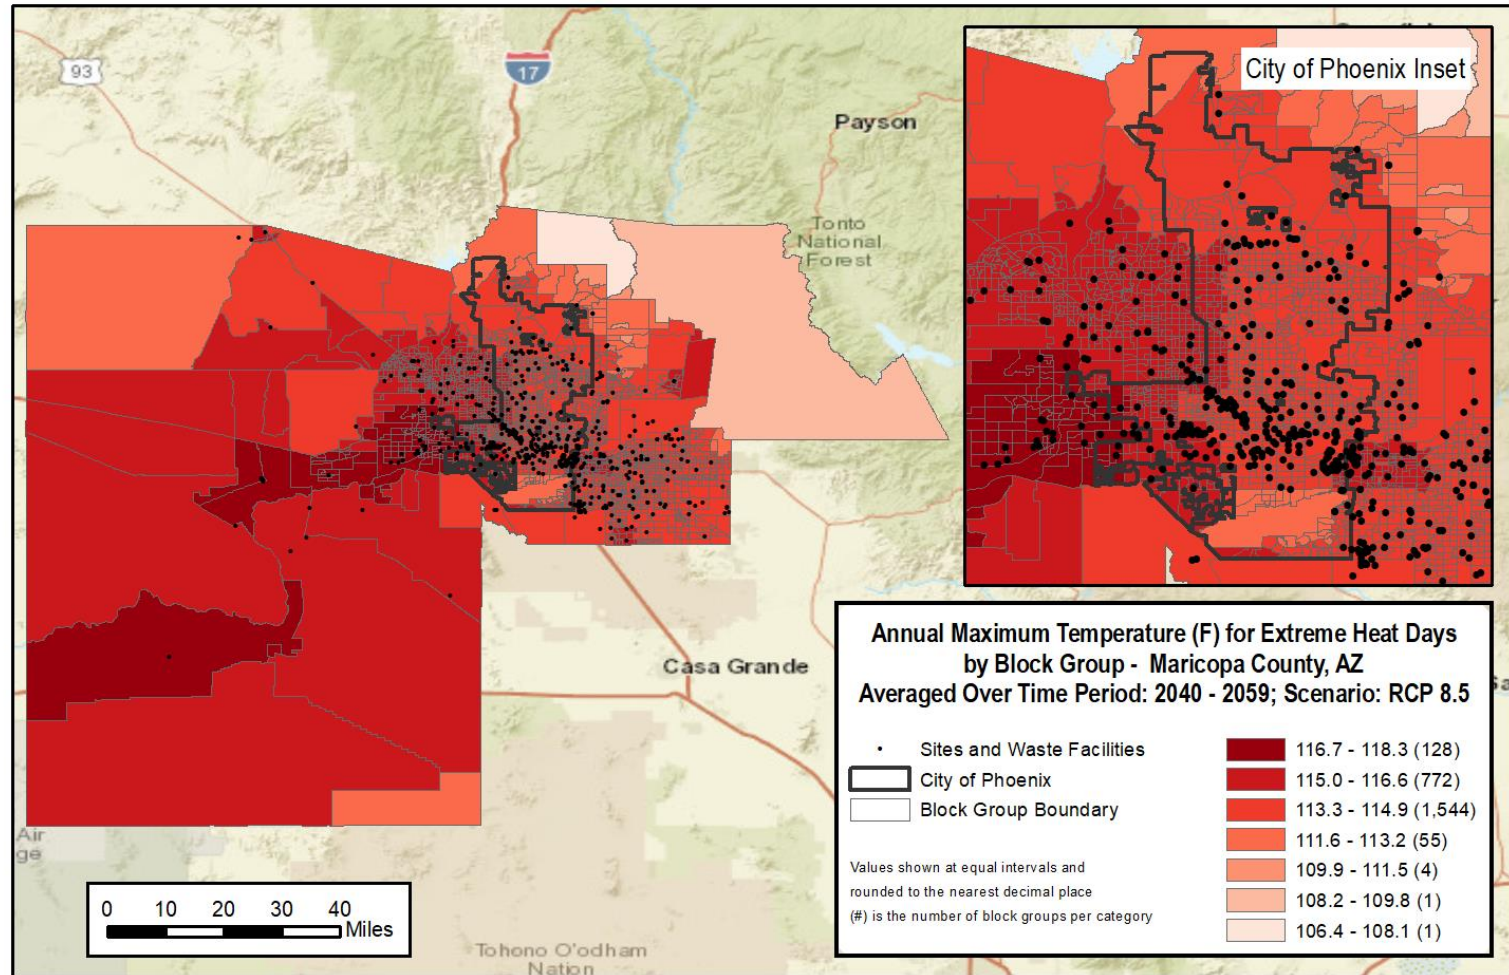 93
17
Payson
Tonto
National
Forest
Casa Grande
Air
ge
Tohono O'odham
Nation
0 10 20 30 40
Miles
City of Phoenix Inset
Annual Maximum Temperature (F) for Extreme Heat Days
by Block Group - Maricopa County, AZ
Averaged Over Time Period: 2040 - 2059; Scenario: RCP 8.5
Sites and Waste Facilities
City of Phoenix
Block Group Boundary
Values shown at equal intervals and
rounded to the nearest decimal place
(#) is the number of block groups per category
116.7 - 118.3 (128)
115.0 - 116.6 (772)
113.3 - 114.9 (1,544)
111.6 - 113.2 (55)
109.9 - 111.5 (4)
108.2 - 109.8 (1)
106.4 - 108.1 (1)
Sa